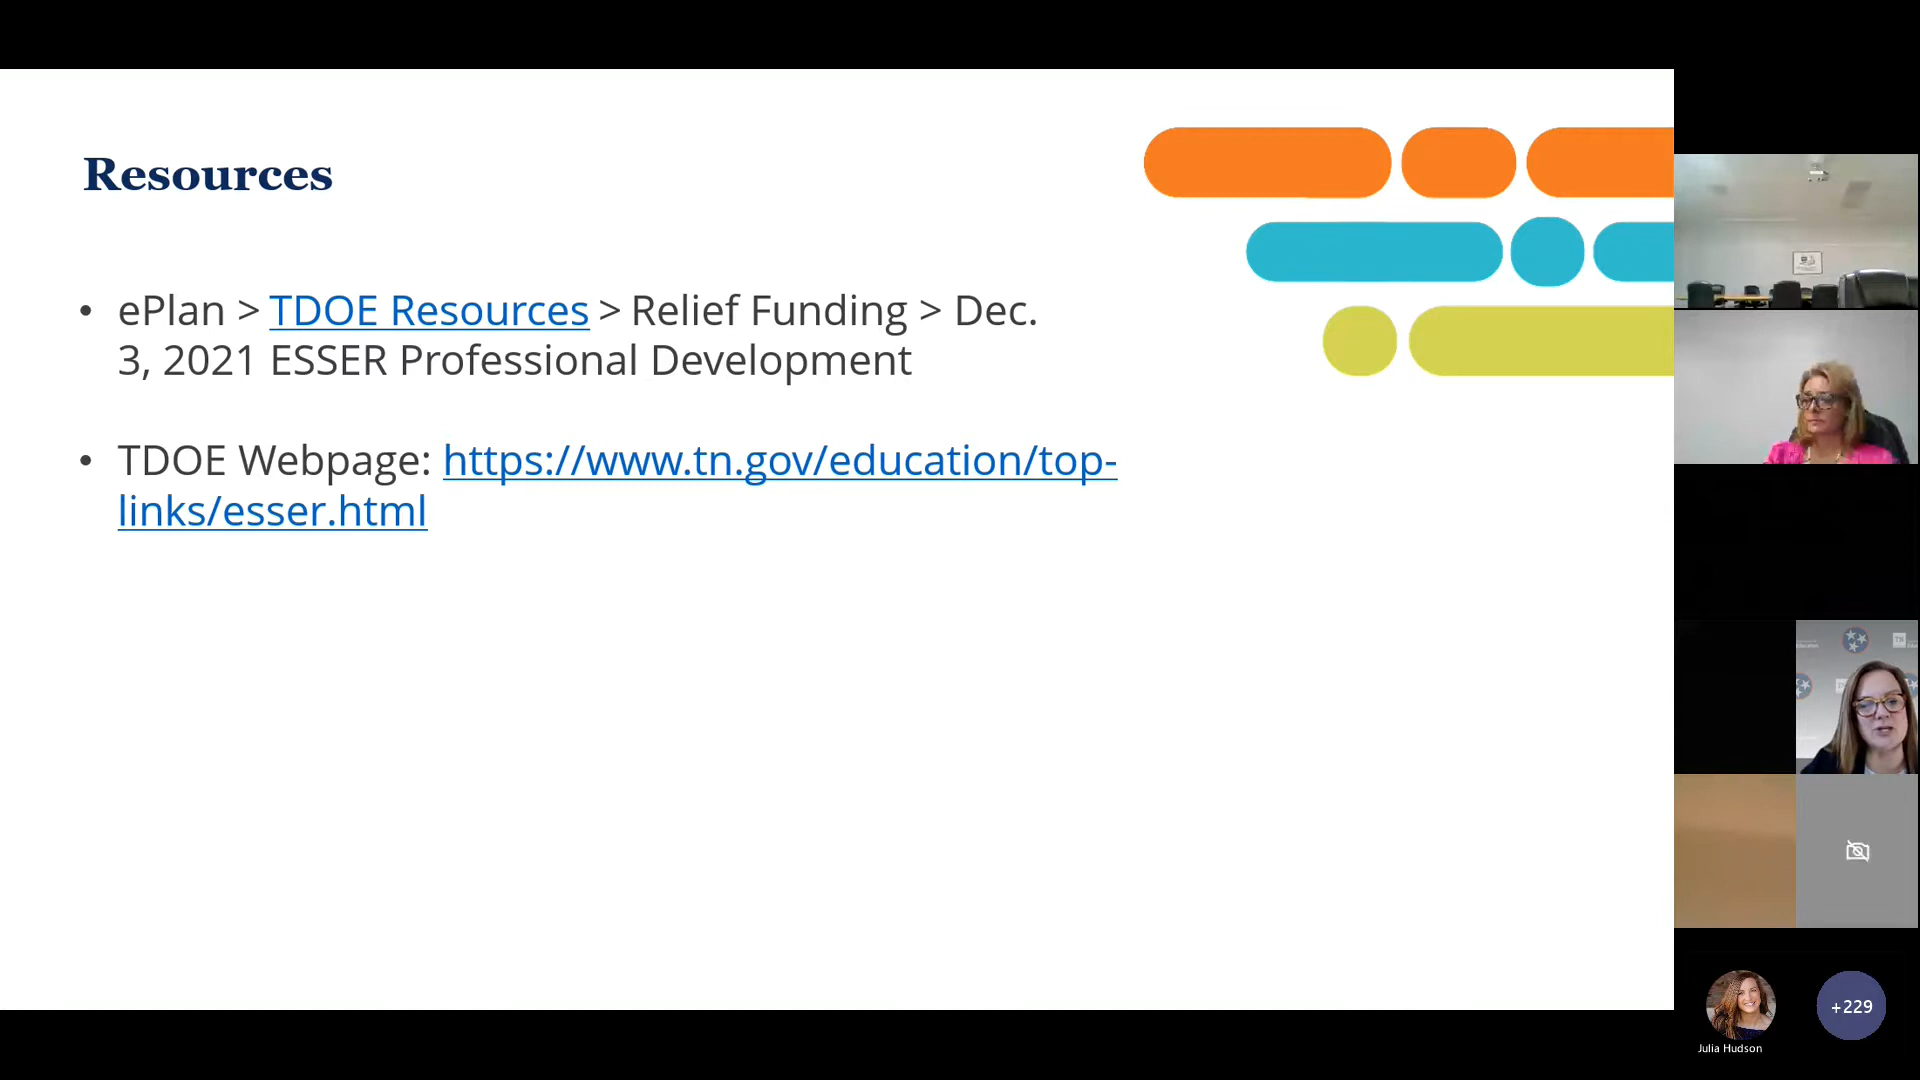 Resources
• ePlan > TDOE Resources > Relief Funding > Dec.
3, 2021 ESSER Professional Development
• TDOE Webpage: https://www.tn.gov/education/top-
links/esser.html
TN
+229
Julia Hudson